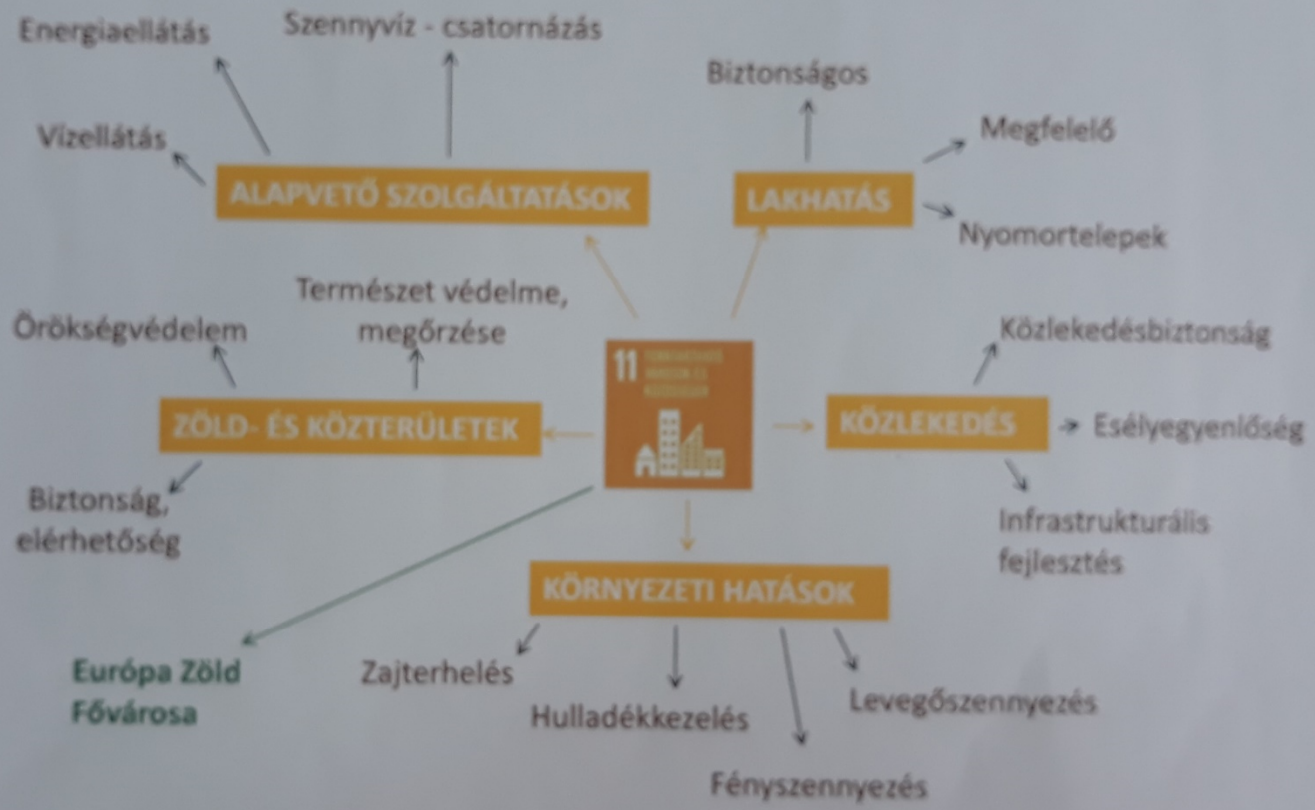 Energiaellátás
Szennyvíz - csatornázás
Biztonságos
Vízellátás
Megfelelő
ALAPVETŐ SZOLGÁLTATÁSOK
LAKHATÁS
Nyomortelepek
Természet védelme,
megőrzése
Örökségvédelem
Közlekedésbiztonság
11
ZÖLD- ÉS KÖZTERÜLETEK
KÖZLEKEDÉS
Esélyegyenlőség
Biztonság,
elérhetőség
Infrastrukturális
fejlesztés
KÖRNYEZETI HATÁSOK
Európa Zöld
Fővárosa
Zajterhelés
Hulladékkezelés
Levegőszennyezés
Fényszennyezés